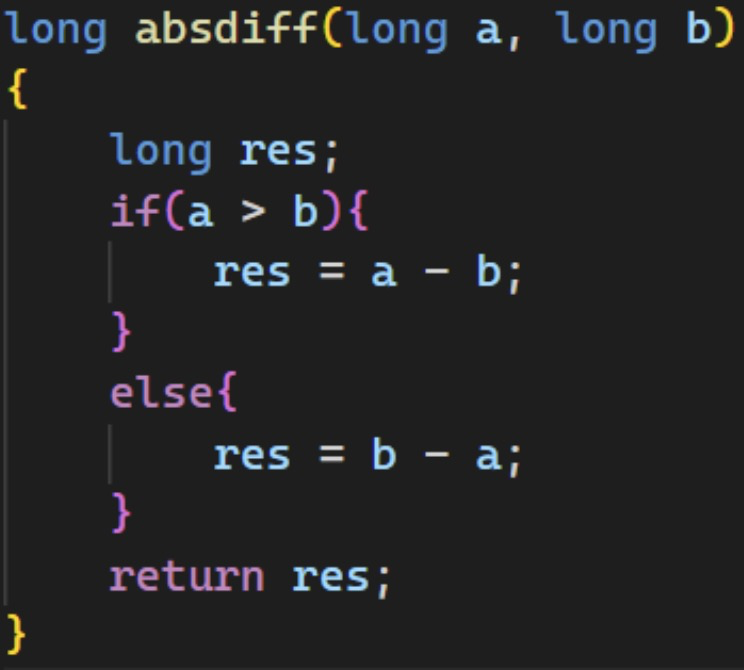 long absdiff(long a, long b)
{
    long res;
    if(a > b){
        res = a - b;
    }
    else{
        res = b - a;
    }
    return res;
}